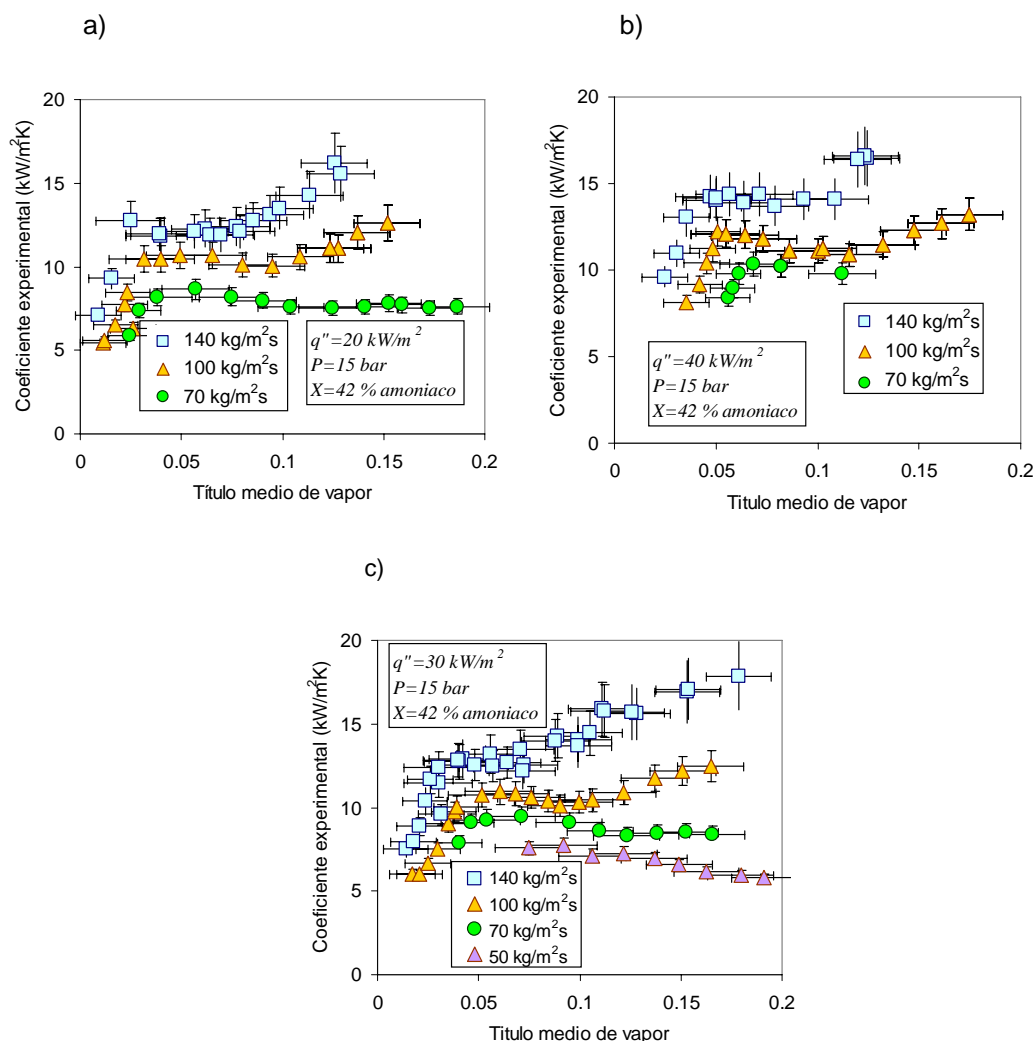 a)
20
15
10
5
0
Coeficiente experimental (kW/m²K)
140 kg/m²s
100 kg/m²s
70 kg/m²s
q"=20 kW/m²
P=15 bar
X=42 % amoniaco
0 0.05 0.1 0.15 0.2
Título medio de vapor
b)
20
15
10
5
0
Coeficiente experimental (kW/m²K)
140 kg/m²s
100 kg/m²s
70 kg/m²s
q"=40 kW/m²
P=15 bar
X=42 % amoniaco
0 0.05 0.1 0.15 0.2
Titulo medio de vapor
c)
20
15
10
5
0
Coeficiente experimental (kW/m²K)
q"=30 kW/m²
P=15 bar
X=42 % amoniaco
140 kg/m²s
100 kg/m²s
70 kg/m²s
50 kg/m²s
0 0.05 0.1 0.15 0.2
Titulo medio de vapor